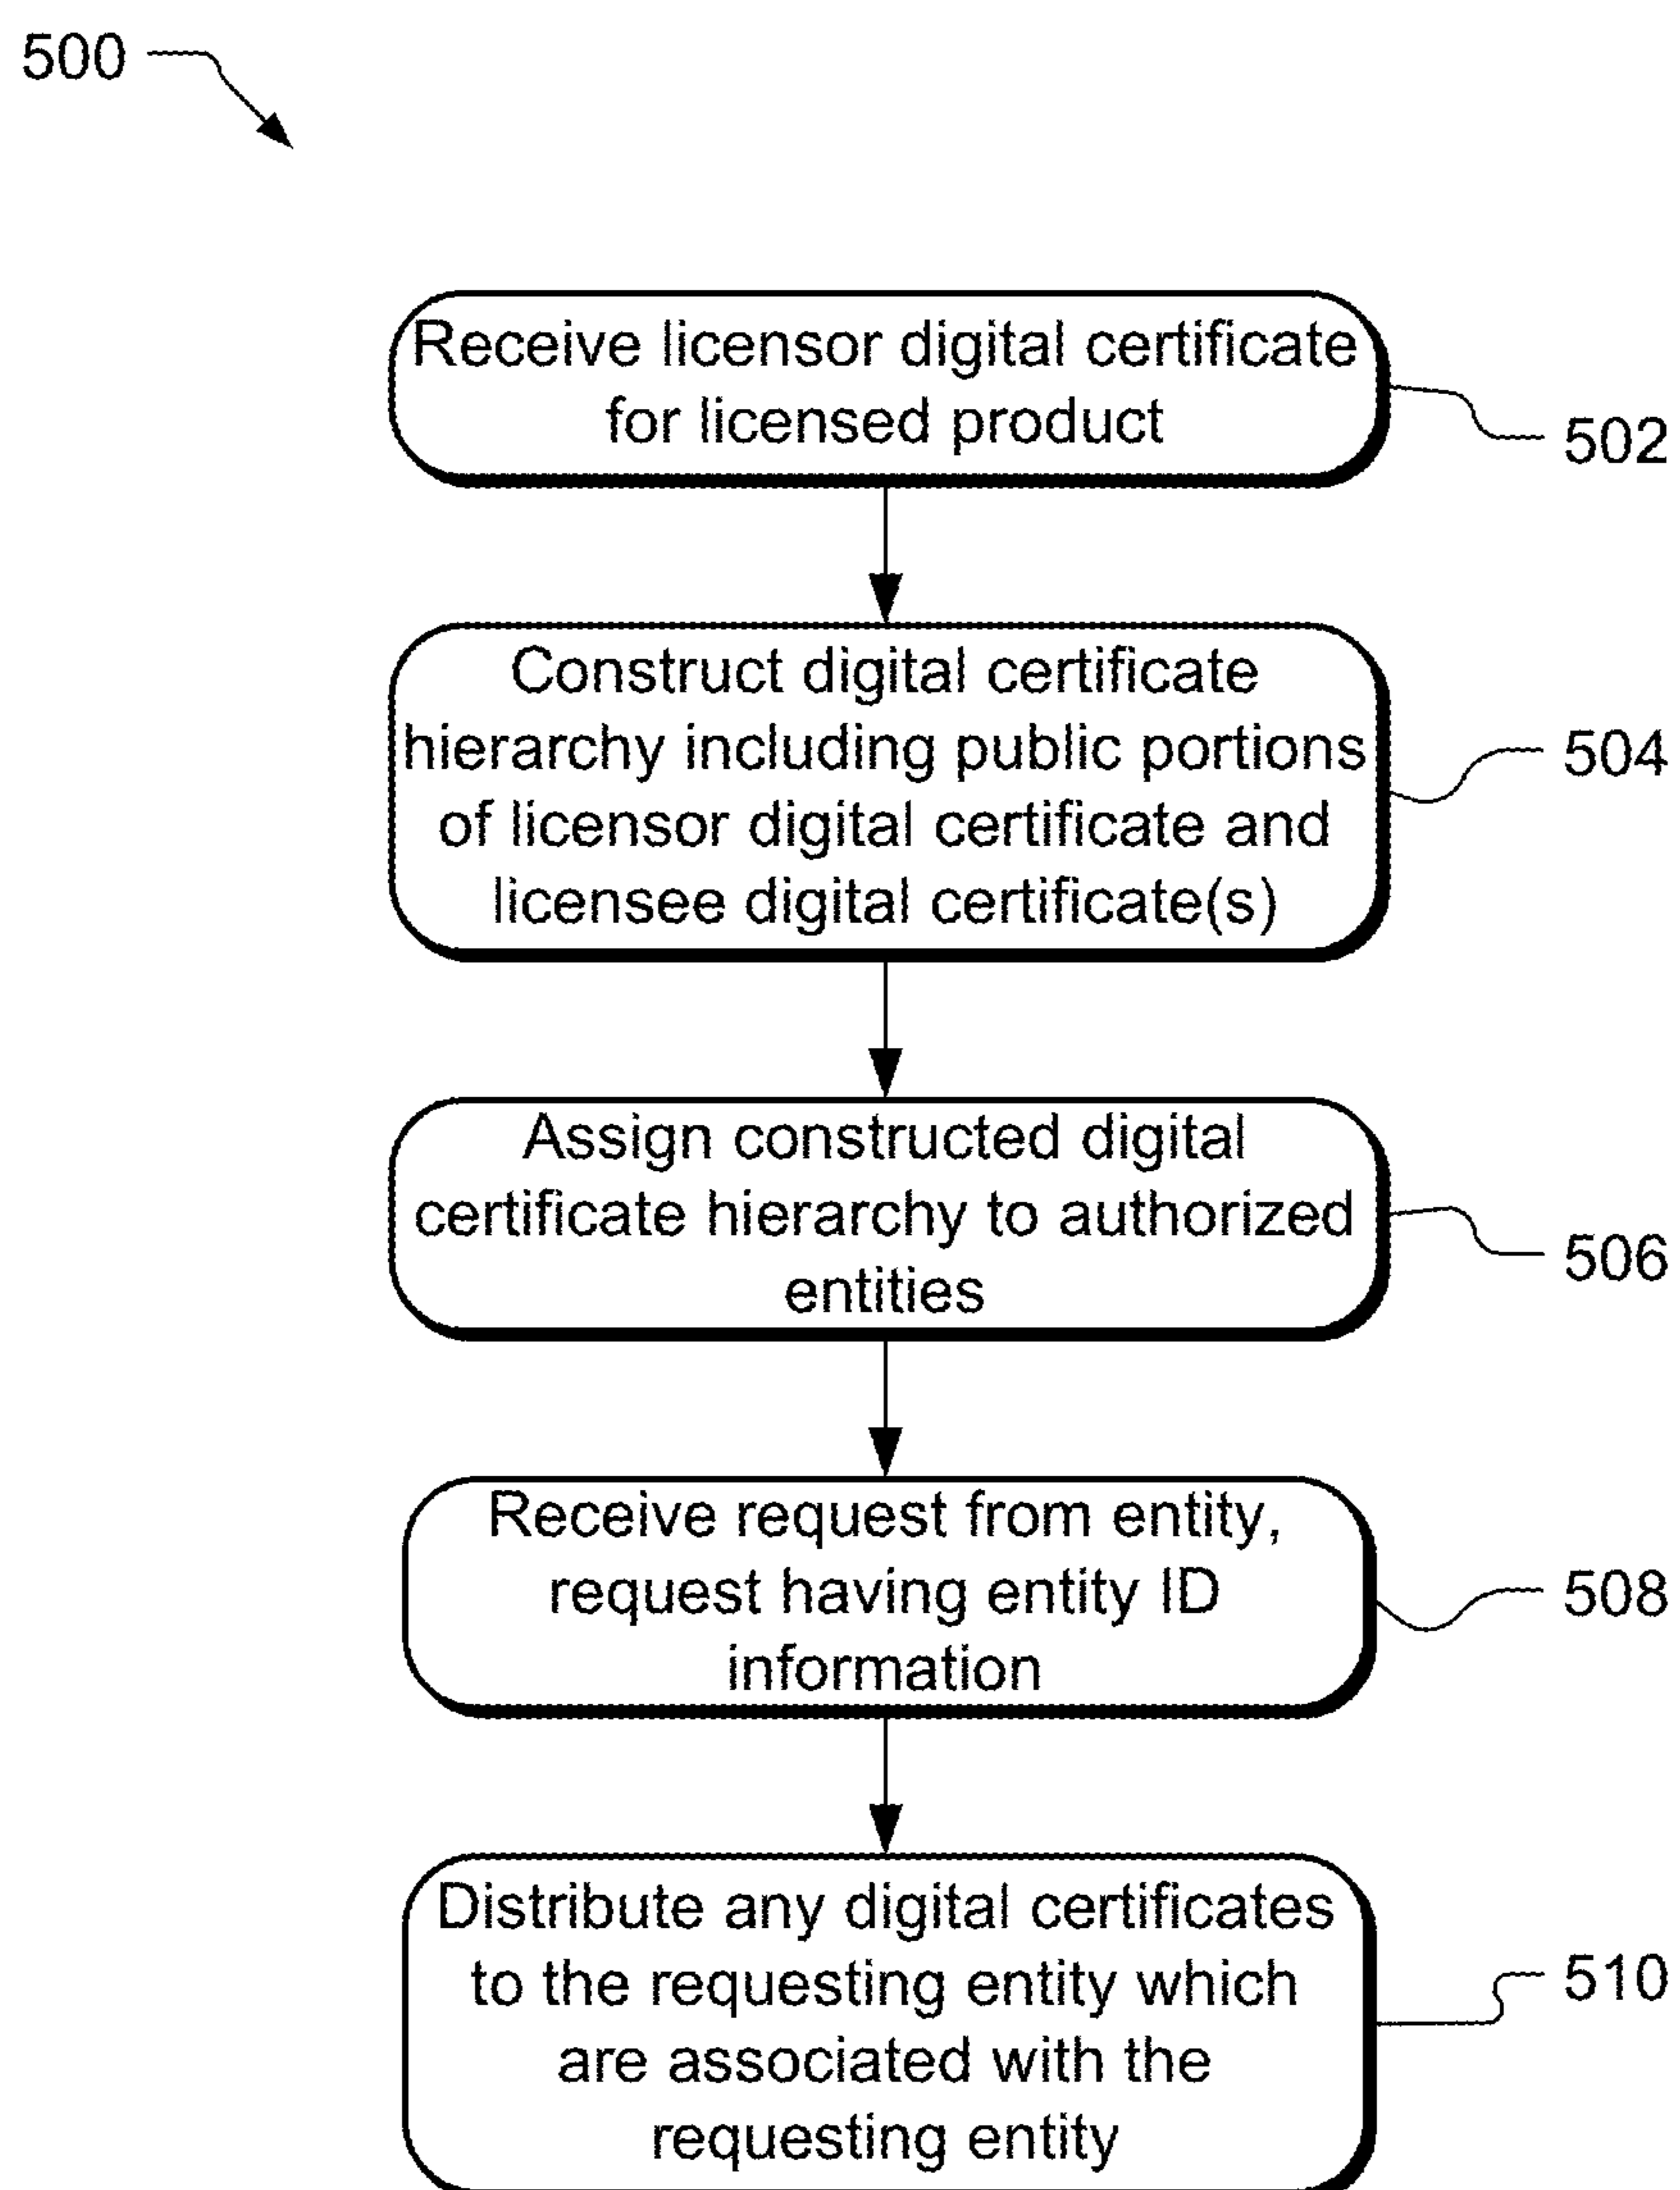 500
Receive licensor digital certificate
for licensed product
502
Construct digital certificate
hierarchy including public portions
of licensor digital certificate and
licensee digital certificate(s)
504
Assign constructed digital
certificate hierarchy to authorized
entities
506
Receive request from entity,
request having entity ID
information
508
Distribute any digital certificates
to the requesting entity which
are associated with the
requesting entity
510